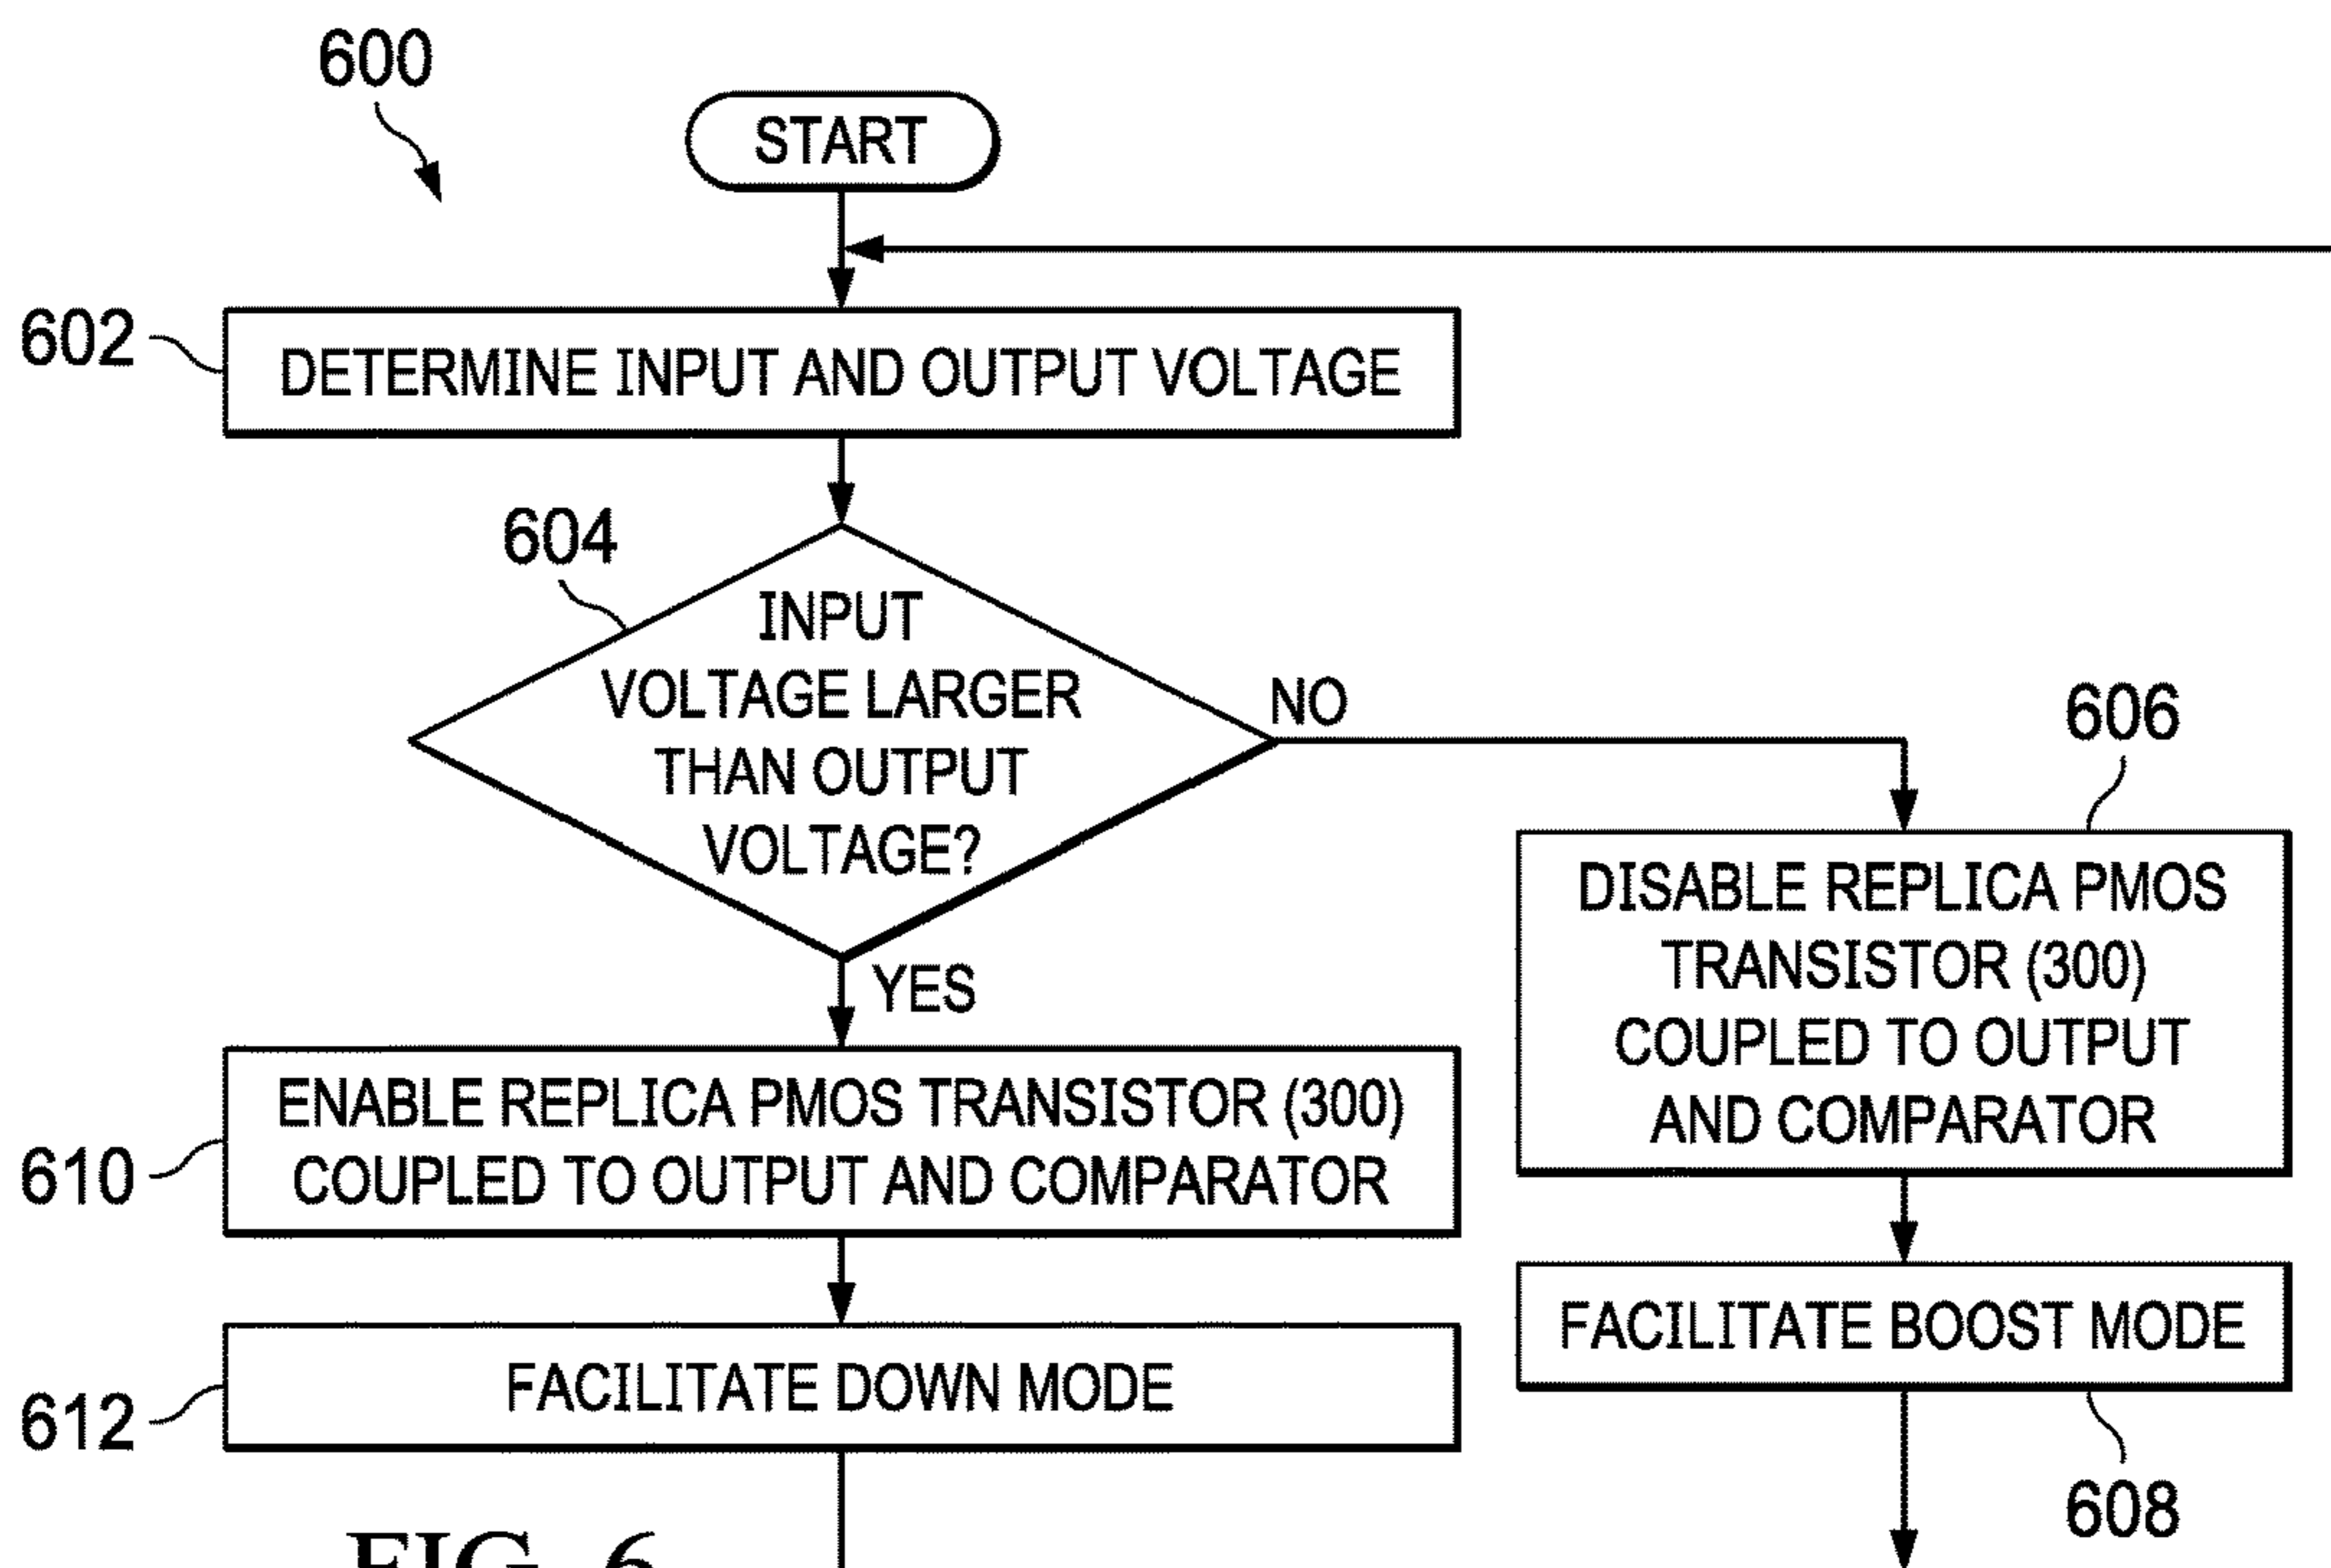 600
START
602
DETERMINE INPUT AND OUTPUT VOLTAGE
604
INPUT
VOLTAGE LARGER
THAN OUTPUT
VOLTAGE?
NO
YES
606
DISABLE REPLICA PMOS
TRANSISTOR (300)
COUPLED TO OUTPUT
AND COMPARATOR
610
ENABLE REPLICA PMOS TRANSISTOR (300)
COUPLED TO OUTPUT AND COMPARATOR
FACILITATE BOOST MODE
608
612
FACILITATE DOWN MODE
FIG. 6